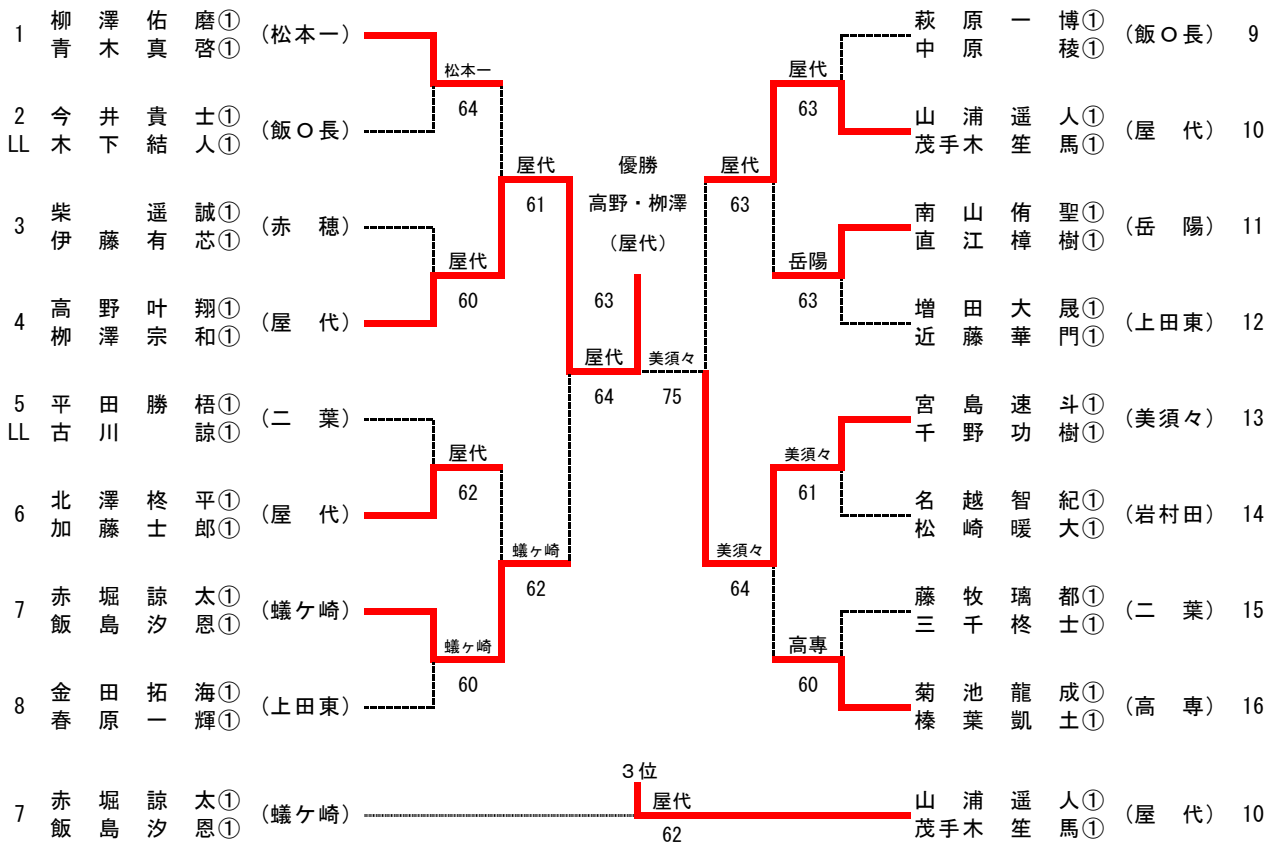 1 柳澤佑磨① (松本一)
青木真啓①
2 今井貴士① (飯O長)
LL 木下結人①
3 柴遥誠① (赤穂)
伊藤有芯①
4 高野叶翔① (屋代)
栁澤宗和①
5 平田勝梧① (二葉)
LL 古川諒①
6 北澤柊平① (屋代)
加藤士郎①
7 赤堀諒太① (蟻ケ崎)
飯島汐恩①
8 金田拓海① (上田東)
春原一輝①
松本一
64
屋代
60
屋代
62
蟻ヶ崎
60
屋代
61
蟻ヶ崎
62
屋代
64
優勝
高野・栁澤
(屋代)
63
美須々
75
屋代
63
美須々
64
屋代
63
岳陽
63
美須々
61
高専
60
萩原一博① (飯O長) 9
中原稜①
山浦遥人① (屋代) 10
茂手木笙馬①
南山侑聖① (岳陽) 11
直江樟樹①
増田大晟① (上田東) 12
近藤華門①
宮島速斗① (美須々) 13
千野功樹①
名越智紀① (岩村田) 14
松崎暖大①
藤牧璃都① (二葉) 15
三千柊士①
菊池龍成① (高専) 16
榛葉凱土①
7 赤堀諒太① (蟻ケ崎)
飯島汐恩①
3位
屋代
62
山浦遥人① (屋代) 10
茂手木笙馬①